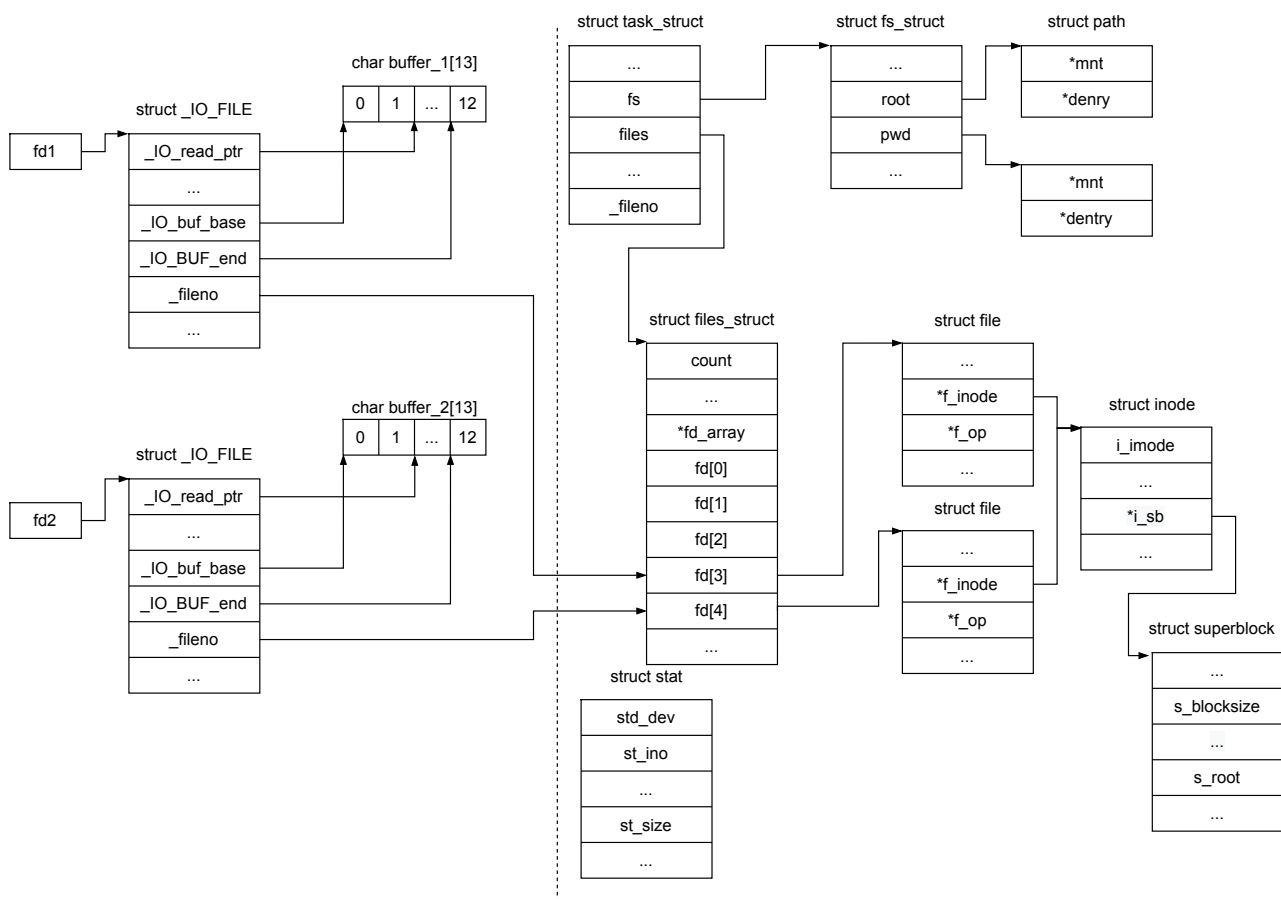 char buffer_1[13]
0
1
...
12
struct _IO_FILE
fd1
_IO_read_ptr
...
_IO_buf_base
_IO_BUF_end
_fileno
...
char buffer_2[13]
0
1
...
12
struct _IO_FILE
fd2
_IO_read_ptr
...
_IO_buf_base
_IO_BUF_end
_fileno
...
struct task_struct
...
fs
files
...
_fileno
struct fs_struct
...
root
pwd
...
struct path
*mnt
*denry
*mnt
*dentry
struct files_struct
count
...
*fd_array
fd[0]
fd[1]
fd[2]
fd[3]
fd[4]
...
struct file
...
*f_inode
*f_op
...
struct file
...
*f_inode
*f_op
...
struct inode
i_imode
...
*i_sb
...
struct superblock
...
s_blocksize
...
s_root
...
struct stat
std_dev
st_ino
...
st_size
...